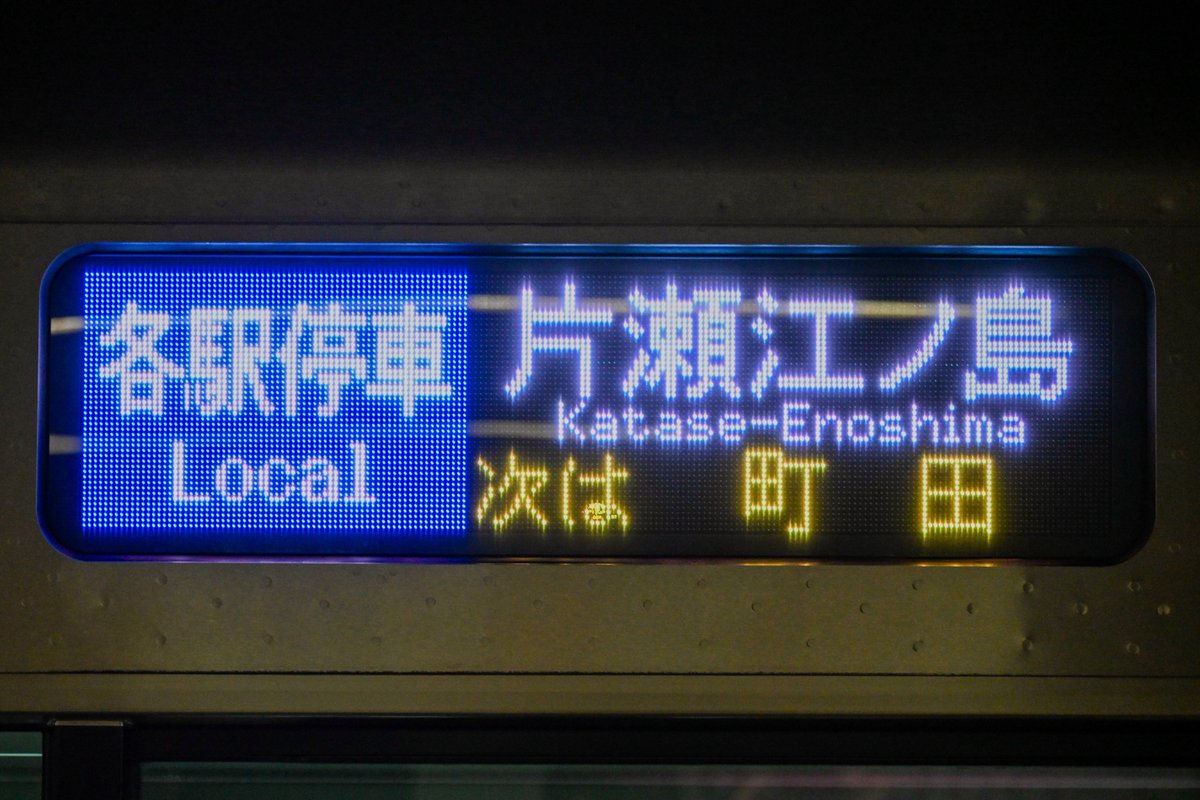 各駅停車
Local
片瀬江ノ島
Katase-Enoshima
次は 町田